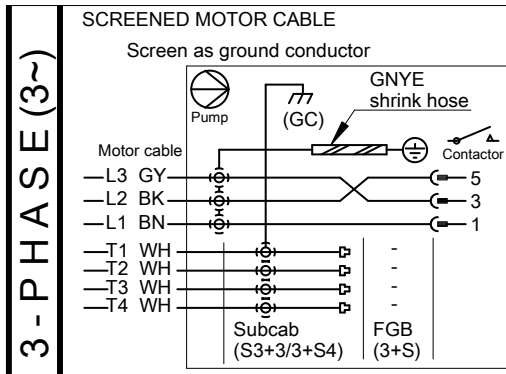 3 - PHASE (3~)
SCREENED MOTOR CABLE
Screen as ground conductor
Pump
(GC)
GNYE
shrink hose
Contactor
Motor cable
L3 GY 5
L2 BK 3
L1 BN 1
T1 WH -
T2 WH -
T3 WH -
T4 WH -
Subcab
(S3+3/3+S4)
FGB
(3+S)